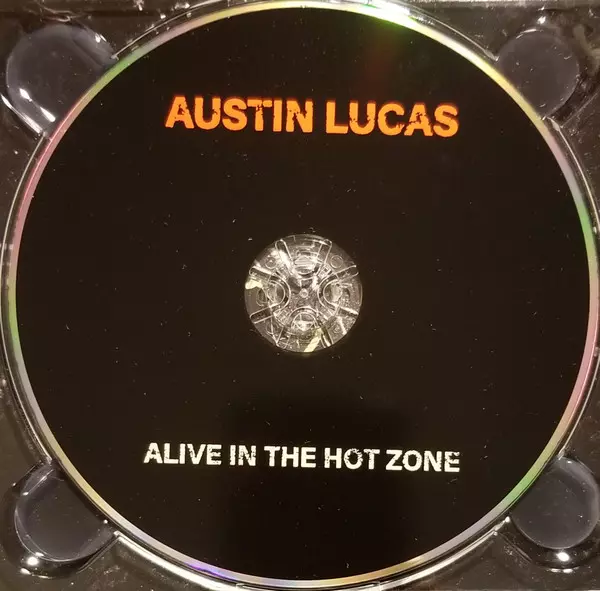 AUSTIN LUCAS
ALIVE IN THE HOT ZONE